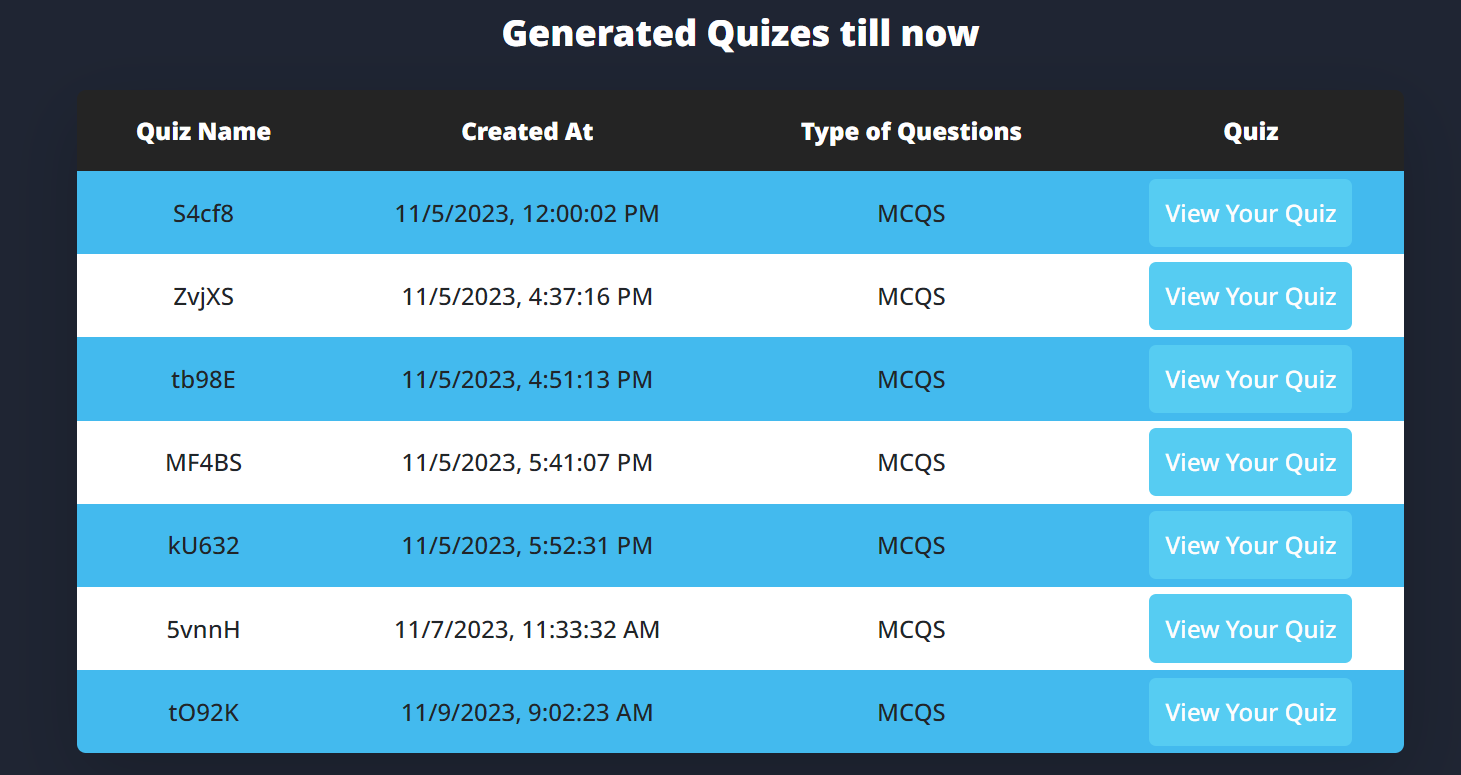 Generated Quizes till now
Quiz Name Created At Type of Questions Quiz
S4cf8 11/5/2023, 12:00:02 PM MCQS View Your Quiz
ZvjXS 11/5/2023, 4:37:16 PM MCQS View Your Quiz
tb98E 11/5/2023, 4:51:13 PM MCQS View Your Quiz
MF4BS 11/5/2023, 5:41:07 PM MCQS View Your Quiz
kU632 11/5/2023, 5:52:31 PM MCQS View Your Quiz
5vnnH 11/7/2023, 11:33:32 AM MCQS View Your Quiz
tO92K 11/9/2023, 9:02:23 AM MCQS View Your Quiz